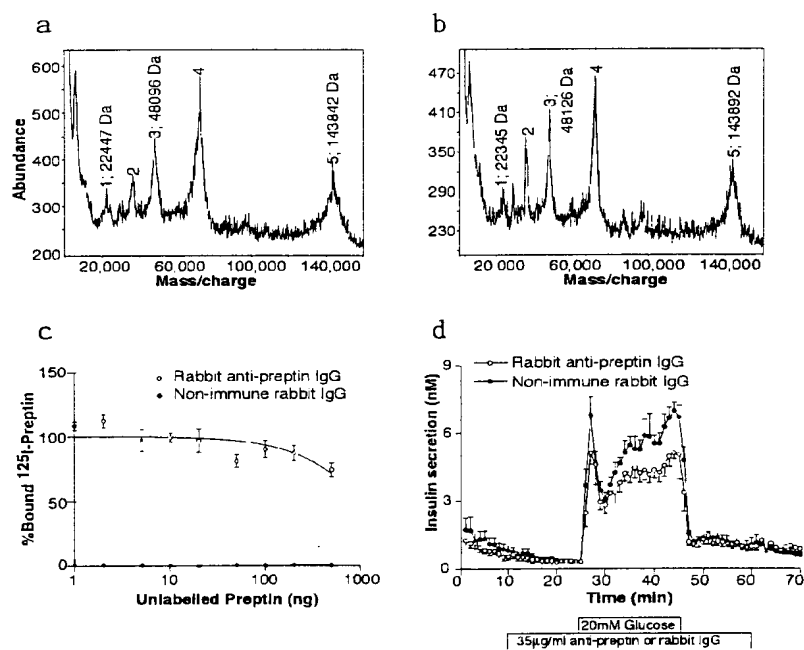 a
Abundance
600
500
400
300
200
1; 22447 Da
2
3; 48096 Da
4
5; 143842 Da
20,000 60,000 100,000 140,000
Mass/charge
b
470
410
350
290
230
1; 22345 Da
2
3;
48126 Da
4
5; 143892 Da
20 000 60,000 100,000 140,000
Mass/charge
c
%Bound 125I-Preptin
150
100
50
0
Rabbit anti-preptin IgG
Non-immune rabbit IgG
1 10 100 1000
Unlabelled Preptin (ng)
d
Insulin secretion (nM)
9
6
3
0
Rabbit anti-preptin IgG
Non-immune rabbit IgG
0 10 20 30 40 50 60 70
Time (min)
20mM Glucose
35µg/ml anti-preptin or rabbit IgG